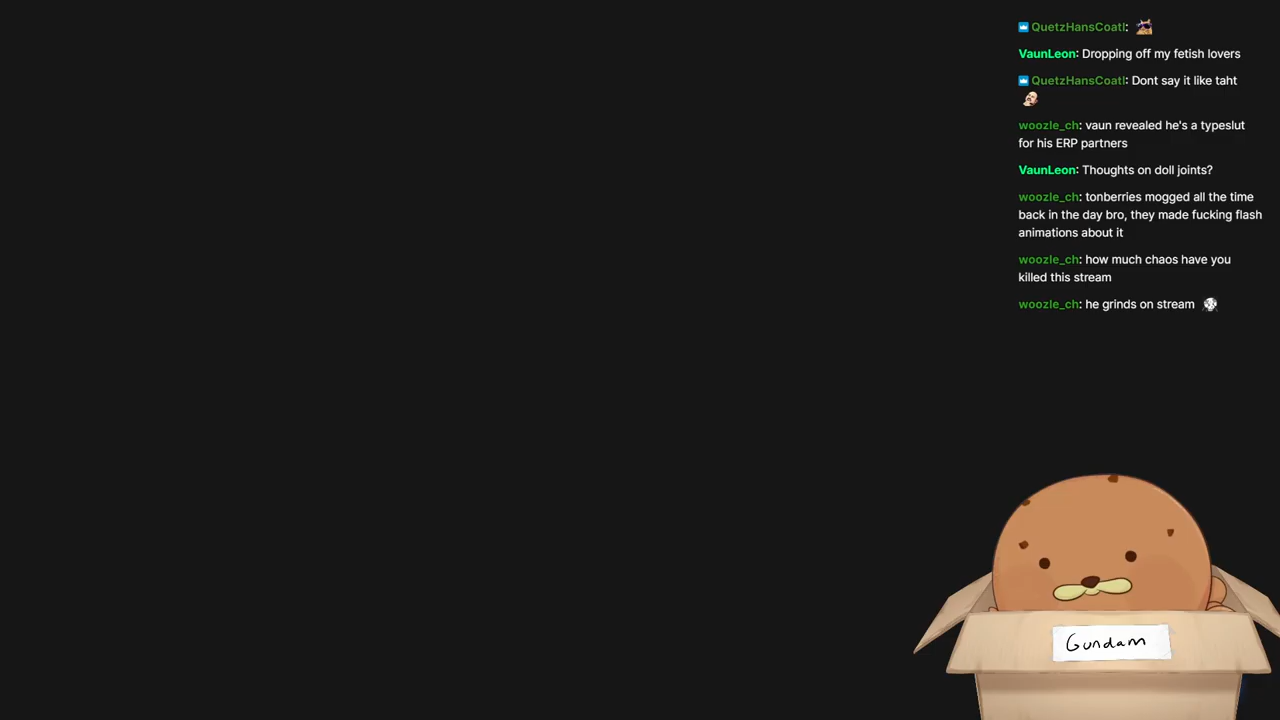 QuetzHansCoatl:
VaunLeon: Dropping off my fetish lovers
QuetzHansCoatl: Dont say it like taht
woozle_ch: vaun revealed he's a typeslut
for his ERP partners
VaunLeon: Thoughts on doll joints?
woozle_ch: tonberries mogged all the time
back in the day bro, they made fucking flash
animations about it
woozle_ch: how much chaos have you
killed this stream
woozle_ch: he grinds on stream
Gundam